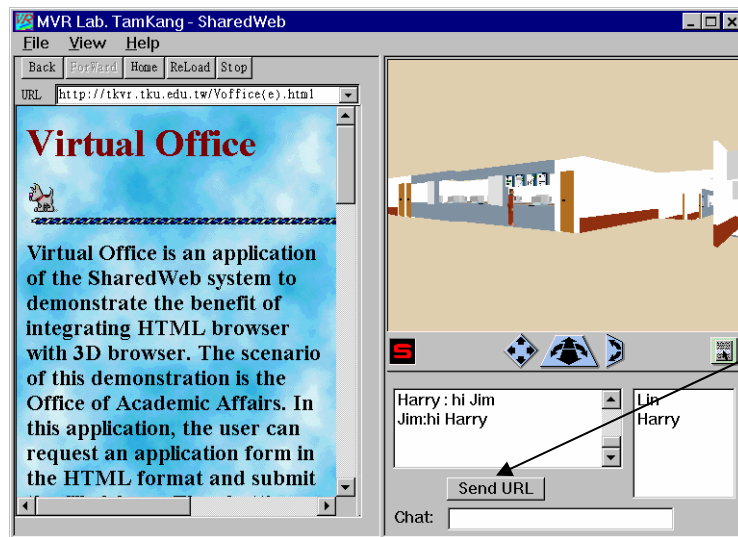 MVR Lab. TamKang - SharedWeb
File View Help
Back ForWard Home ReLoad Stop
URL http://tkvr.tku.edu.tw/Voffice(e).html
Virtual Office
Virtual Office is an application
of the SharedWeb system to
demonstrate the benefit of
integrating HTML browser
with 3D browser. The scenario
of this demonstration is the
Office of Academic Affairs. In
this application, the user can
request an application form in
the HTML format and submit
Harry : hi Jim
Jim:hi Harry
Lin
Harry
Send URL
Chat: